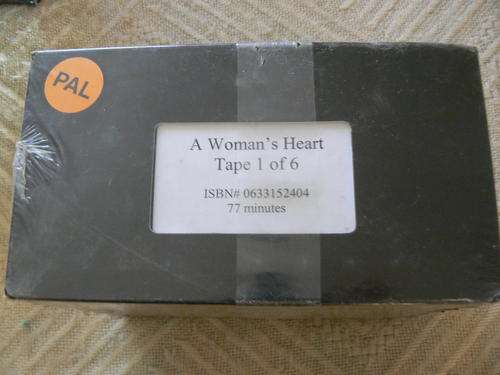 PAL
A Woman's Heart
Tape 1 of 6
ISBN# 0633152404
77 minutes